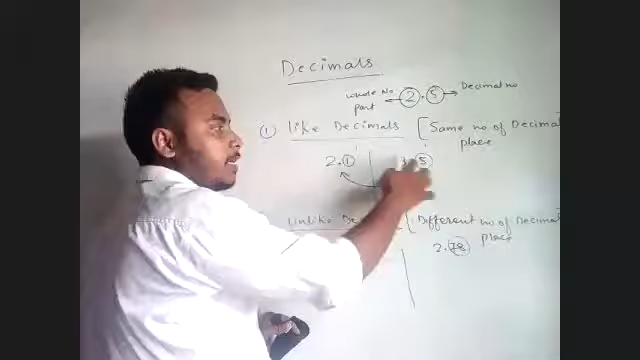 Decimals
whole No 2.5 Decimal no
part
① like Decimals [Same no of Decimal
place
2.1 5
Unlike [Different no of Decimal
place
2.78